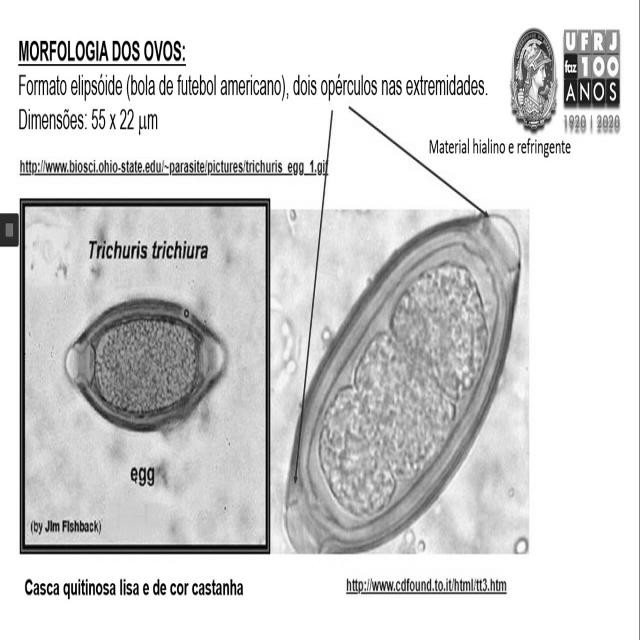 MORFOLOGIA DOS OVOS:
Formato elipsóide (bola de futebol americano), dois opérculos nas extremidades.
Dimensões: 55 x 22 µm
UFRJ
faz 100
ANOS
1920 | 2020
Material hialino e refringente
http://www.biosci.ohio-state.edu/~parasite/pictures/trichuris_egg_1.gif
Trichuris trichiura
egg
(by Jim Fishback)
Casca quitinosa lisa e de cor castanha
http://www.cdfound.to.it/html/tt3.htm